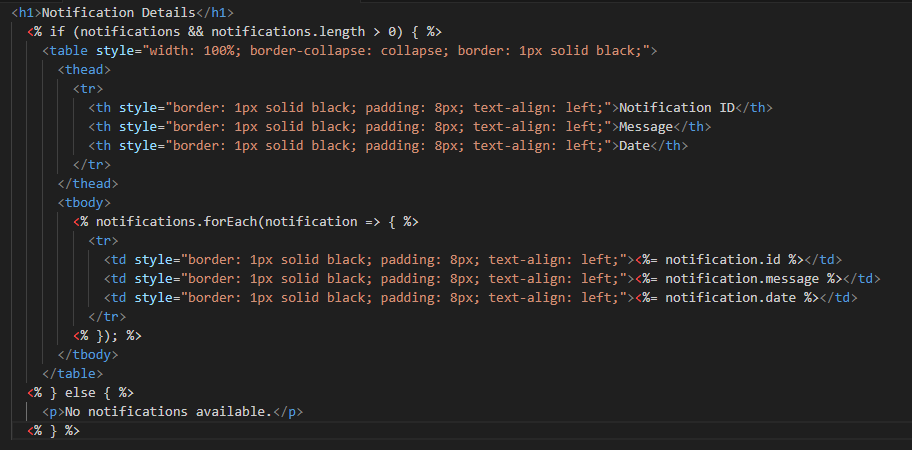 <h1>Notification Details</h1>
<% if (notifications && notifications.length > 0) { %>
<table style="width: 100%; border-collapse: collapse; border: 1px solid black;">
<thead>
<tr>
<th style="border: 1px solid black; padding: 8px; text-align: left;">Notification ID</th>
<th style="border: 1px solid black; padding: 8px; text-align: left;">Message</th>
<th style="border: 1px solid black; padding: 8px; text-align: left;">Date</th>
</tr>
</thead>
<tbody>
<% notifications.forEach(notification => { %>
<tr>
<td style="border: 1px solid black; padding: 8px; text-align: left;"><%= notification.id %></td>
<td style="border: 1px solid black; padding: 8px; text-align: left;"><%= notification.message %></td>
<td style="border: 1px solid black; padding: 8px; text-align: left;"><%= notification.date %></td>
</tr>
<% }); %>
</tbody>
</table>
<% } else { %>
<p>No notifications available.</p>
<% } %>